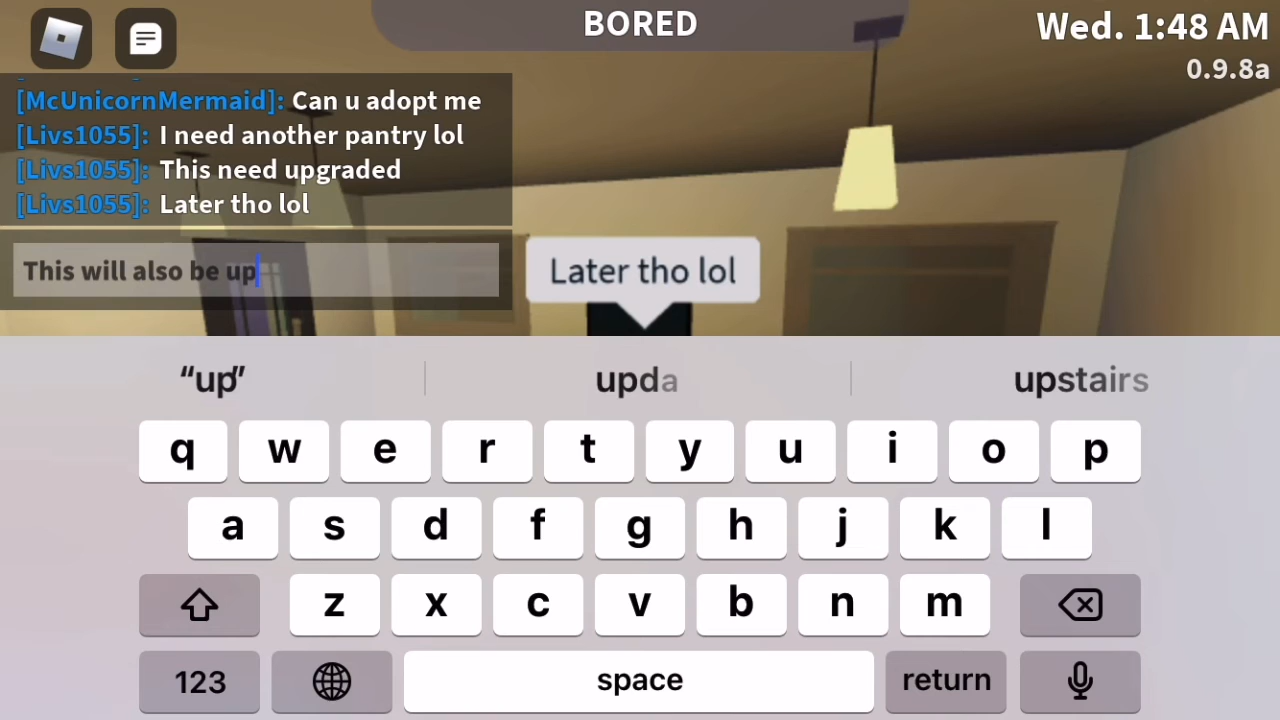 BORED
Wed. 1:48 AM
0.9.8a
[McUnicornMermaid]: Can u adopt me
[Livs1055]: I need another pantry lol
[Livs1055]: This need upgraded
[Livs1055]: Later tho lol
This will also be up
Later tho lol
“up” upda upstairs
q w e r t y u i o p
a s d f g h j k l
z x c v b n m
123 space return